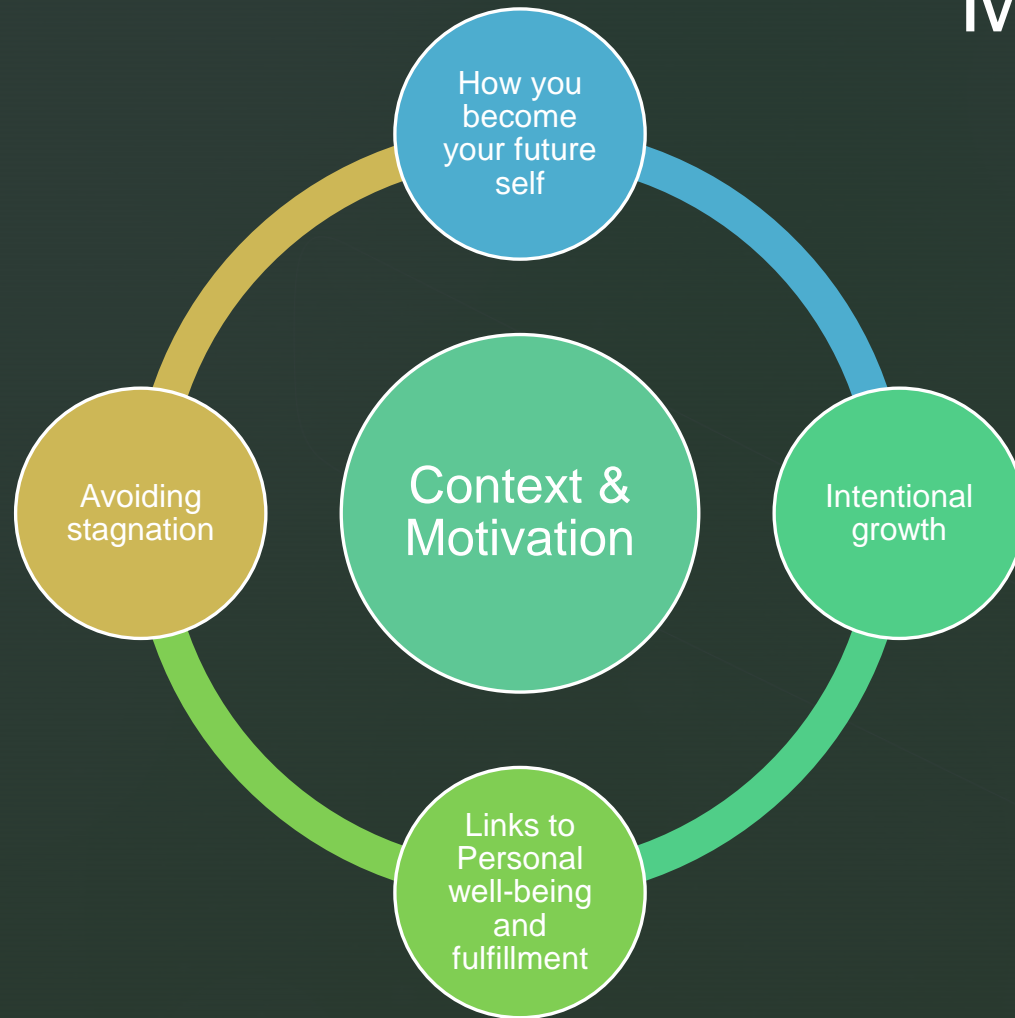 How you
become
your future
self
Context &
Motivation
Intentional
growth
Links to
Personal
well-being
and
fulfillment
Avoiding
stagnation